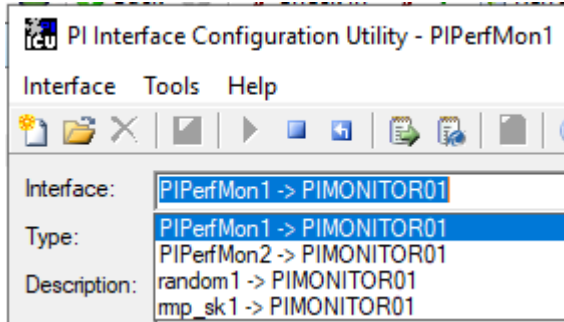 PI Interface Configuration Utility - PIPerfMon1
Interface Tools Help
Interface: PIPerfMon1 -> PIMONITOR01
Type: PIPerfMon1 -> PIMONITOR01
PIPerfMon2 -> PIMONITOR01
Description: random1 -> PIMONITOR01
rmp_sk1 -> PIMONITOR01